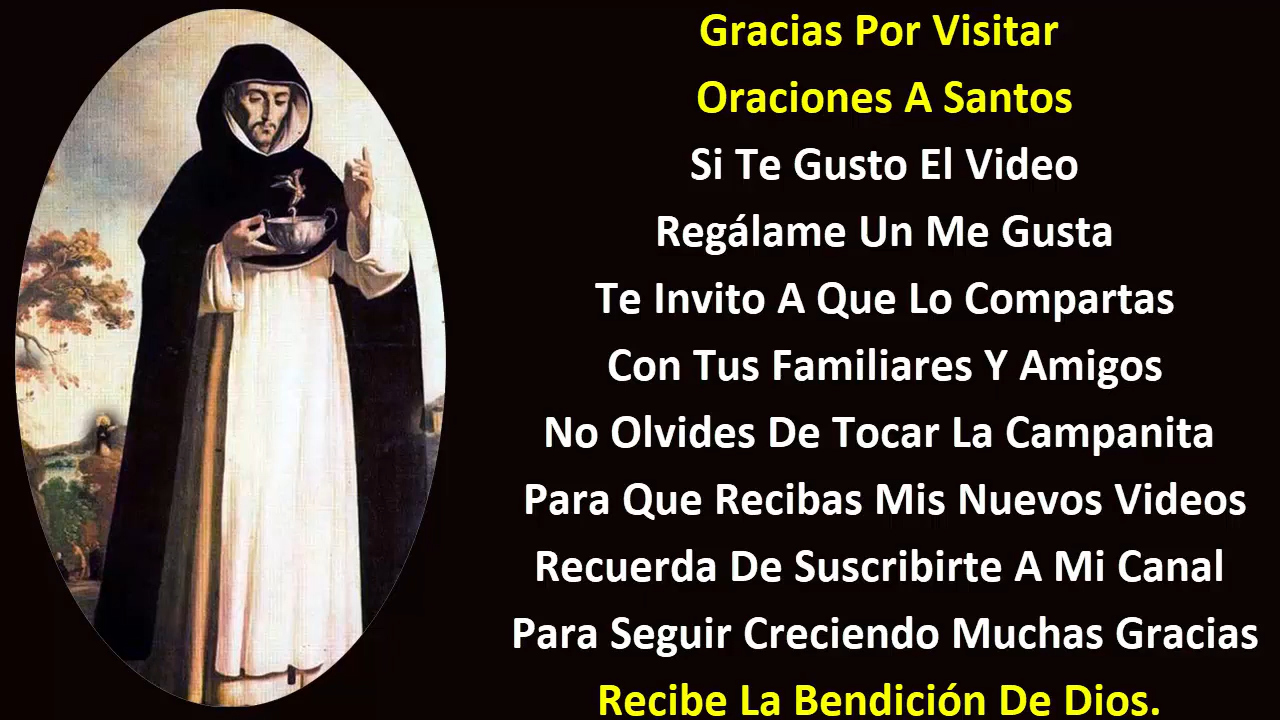 Gracias Por Visitar
Oraciones A Santos
Si Te Gusto El Video
Regálame Un Me Gusta
Te Invito A Que Lo Compartas
Con Tus Familiares Y Amigos
No Olvides De Tocar La Campanita
Para Que Recibas Mis Nuevos Videos
Recuerda De Suscribirte A Mi Canal
Para Seguir Creciendo Muchas Gracias
Recibe La Bendición De Dios.